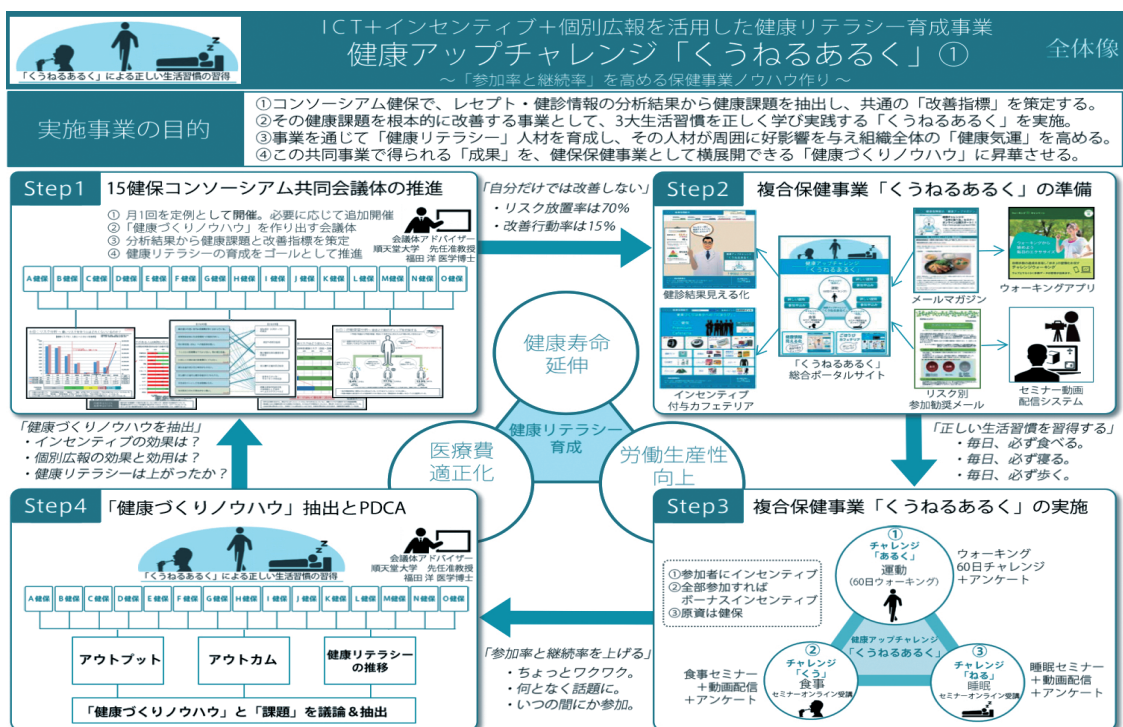 ICT+インセンティブ+個別広報を活用した健康リテラシー育成事業
健康アップチャレンジ「くうねるあるく」①
全体像
~「参加率と継続率」を高める保健事業ノウハウ作り~
「くうねるあるく」による正しい生活習慣の習得
実施事業の目的
①コンソーシアム健保で、レセプト・健診情報の分析結果から健康課題を抽出し、共通の「改善指標」を策定する。
②その健康課題を根本的に改善する事業として、3大生活習慣を正しく学び実践する「くうねるあるく」を実施。
③事業を通じて「健康リテラシー」人材を育成し、その人材が周囲に好影響を与え組織全体の「健康気運」を高める。
④この共同事業で得られる「成果」を、健保保健事業として横展開できる「健康づくりノウハウ」に昇華させる。
Step1
15健保コンソーシアム共同会議体の推進
① 月1回を定例として開催。必要に応じて追加開催
② 「健康づくりノウハウ」を作り出す会議体
③ 分析結果から健康課題と改善指標を策定
④ 健康リテラシーの育成をゴールとして推進
会議体アドバイザー
順天堂大学 先任准教授
福田 洋 医学博士
A健保 B健保 C健保 D健保 E健保 F健保 G健保 H健保 I健保 J健保 K健保 L健保 M健保 N健保 O健保
「自分だけでは改善しない」
・リスク放置率は70%
・改善行動率は15%
Step2
複合保健事業「くうねるあるく」の準備
健診結果見える化
インセンティブ
付与カフェテリア
健康アップチャレンジ
「くうねるあるく」
「くうねるあるく」
総合ポータルサイト
メールマガジン
リスク別
参加勧奨メール
ウォーキングアプリ
セミナー動画
配信システム
健康寿命
延伸
健康リテラシー
育成
医療費
適正化
労働生産性
向上
「正しい生活習慣を習得する」
・毎日、必ず食べる。
・毎日、必ず寝る。
・毎日、必ず歩く。
Step3
複合保健事業「くうねるあるく」の実施
①参加者にインセンティブ
②全部参加すれば
ボーナスインセンティブ
③原資は健保
①
チャレンジ
「あるく」
運動
(60日ウォーキング)
ウォーキング
60日チャレンジ
+アンケート
健康アップチャレンジ
「くうねるあるく」
②
チャレンジ
「くう」
食事
セミナーオンライン受講
食事セミナー
+動画配信
+アンケート
③
チャレンジ
「ねる」
睡眠
セミナーオンライン受講
睡眠セミナー
+動画配信
+アンケート
「参加率と継続率を上げる」
・ちょっとワクワク。
・何となく話題に。
・いつの間にか参加。
Step4
「健康づくりノウハウ」抽出とPDCA
「くうねるあるく」による正しい生活習慣の習得
会議体アドバイザー
順天堂大学 先任准教授
福田 洋 医学博士
A健保 B健保 C健保 D健保 E健保 F健保 G健保 H健保 I健保 J健保 K健保 L健保 M健保 N健保 O健保
アウトプット
アウトカム
健康リテラシー
の推移
「健康づくりノウハウ」と「課題」を議論&抽出
「健康づくりノウハウを抽出」
・インセンティブの効果は?
・個別広報の効果と効用は?
・健康リテラシーは上がったか?